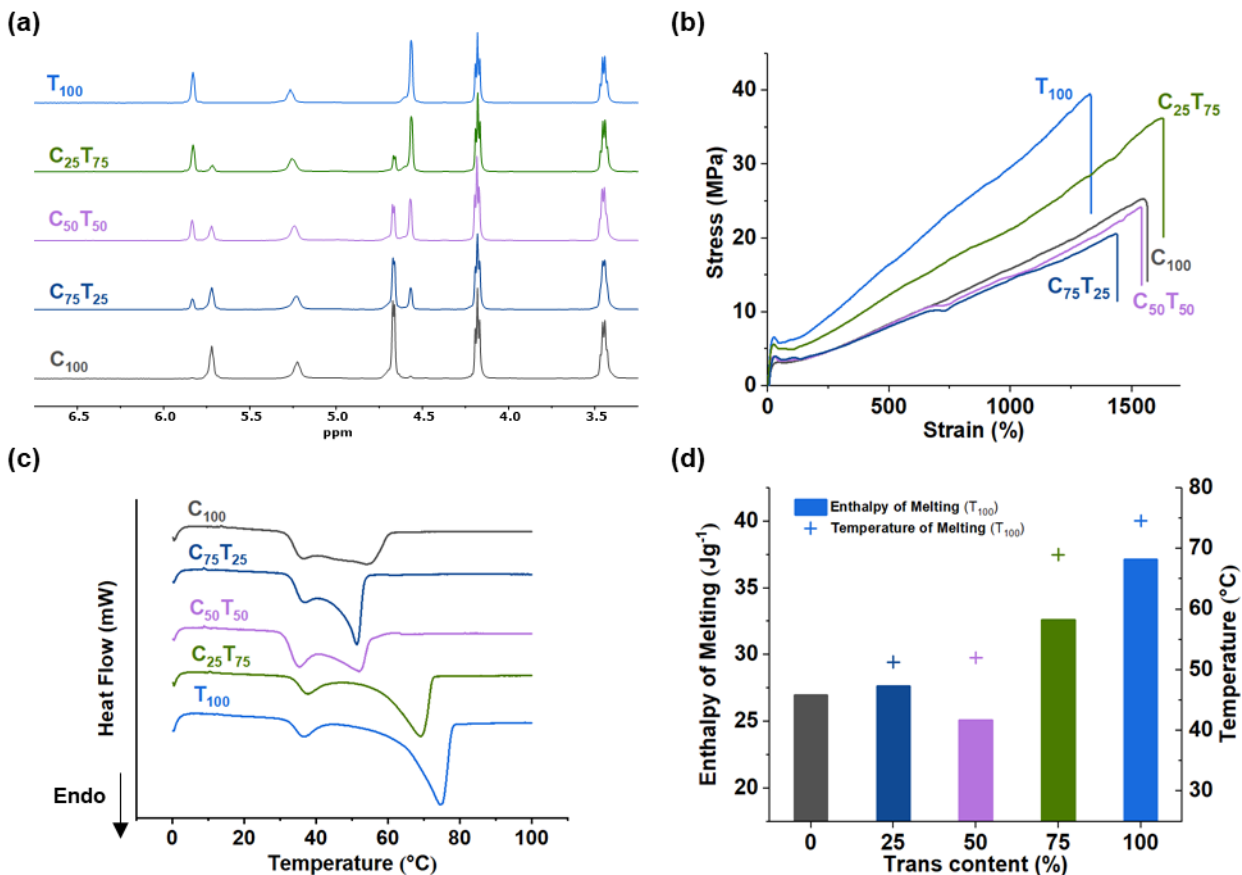 (a)
T100
C25T75
C50T50
C75T25
C100
6.5 6.0 5.5 5.0 4.5 4.0 3.5
ppm
(b)
Stress (MPa)
40
35
30
25
20
15
10
5
0
T100
C25T75
C100
C50T50
C75T25
0 500 1000 1500
Strain (%)
(c)
Heat Flow (mW)
C100
C75T25
C50T50
C25T75
T100
Endo
0 20 40 60 80 100
Temperature (°C)
(d)
Enthalpy of Melting (Jg-1)
40
35
30
25
20
Enthalpy of Melting (T100)
Temperature of Melting (T100)
80
70
60
50
40
30
Temperature (°C)
0 25 50 75 100
Trans content (%)